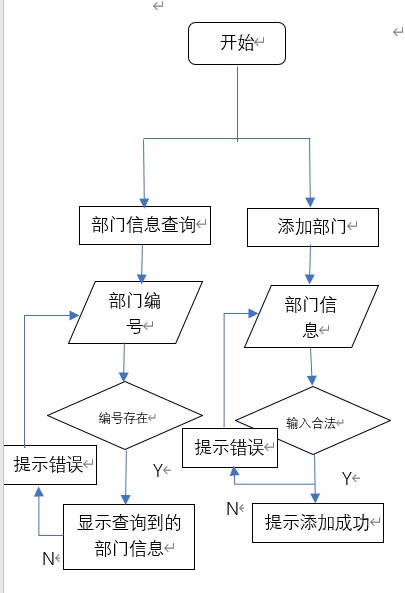 开始
部门信息查询
添加部门
部门编
号
部门信
息
编号存在
输入合法
提示错误
提示错误
Y
Y
N
显示查询到的
部门信息
提示添加成功
N